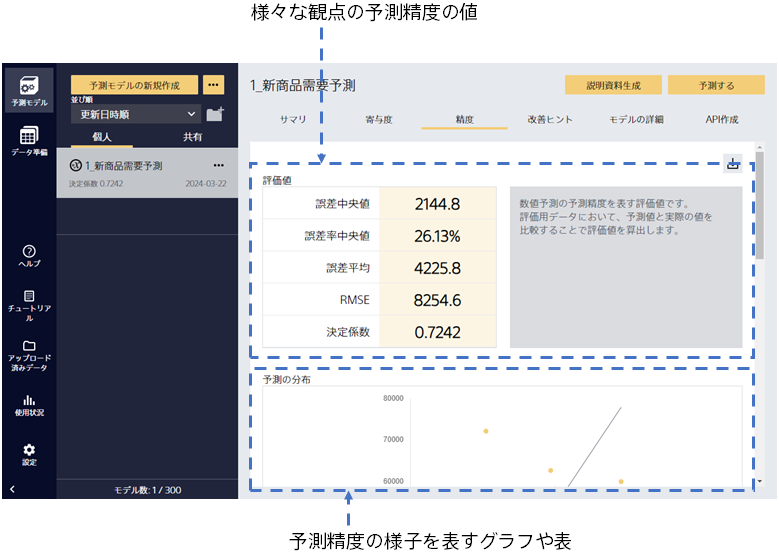 様々な観点の予測精度の値
予測モデル
データ準備
ヘルプ
チュートリア
ル
アップロード
済みデータ
使用状況
設定
予測モデルの新規作成
並び順
更新日時順
個人
共有
1_新商品需要予測
決定係数 0.7242
2024-03-22
モデル数: 1 / 300
1_新商品需要予測
説明資料生成
予測する
サマリ
寄与度
精度
改善ヒント
モデルの詳細
API作成
評価値
誤差中央値 2144.8
誤差率中央値 26.13%
誤差平均 4225.8
RMSE 8254.6
決定係数 0.7242
数値予測の予測精度を表す評価値です。
評価用データにおいて、予測値と実際の値を
比較することで評価値を算出します。
予測の分布
80000
70000
60000
予測精度の様子を表すグラフや表